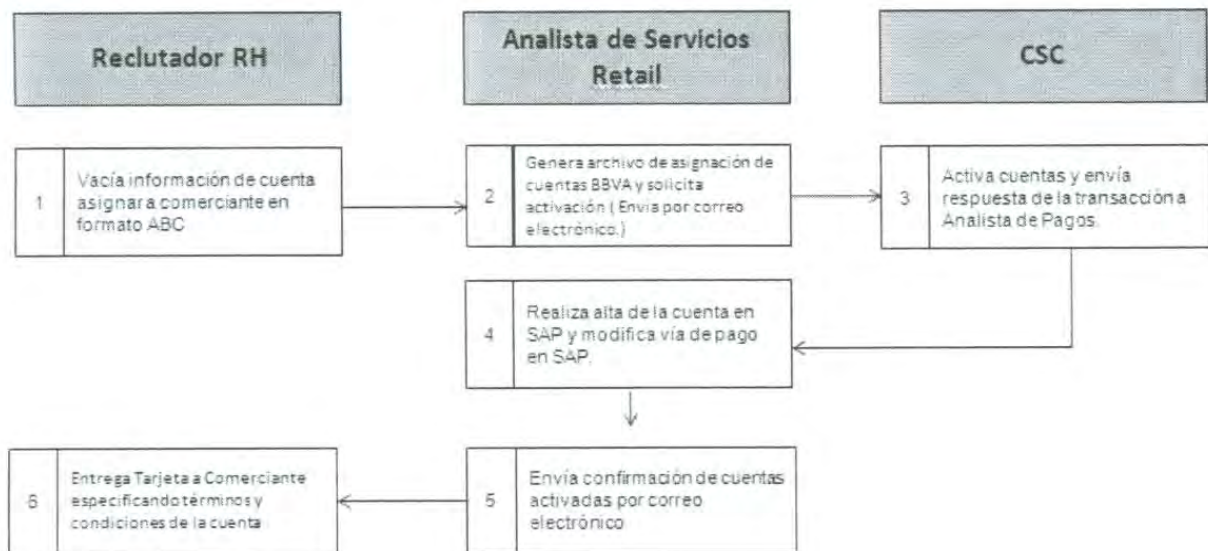 Reclutador RH
Analista de Servicios
Retail
CSC
1
Vacía información de cuenta
asignar a comerciante en
formato ABC
2
Genera archivo de asignación de
cuentas BBVA y solicita
activación ( Envía por correo
electrónico.)
3
Activa cuentas y envía
respuesta de la transacción a
Analista de Pagos.
4
Realiza alta de la cuenta en
SAP y modifica vía de pago
en SAP.
5
Envía confirmación de cuentas
activadas por correo
electrónico
6
Entrega Tarjeta a Comerciante
especificando términos y
condiciones de la cuenta